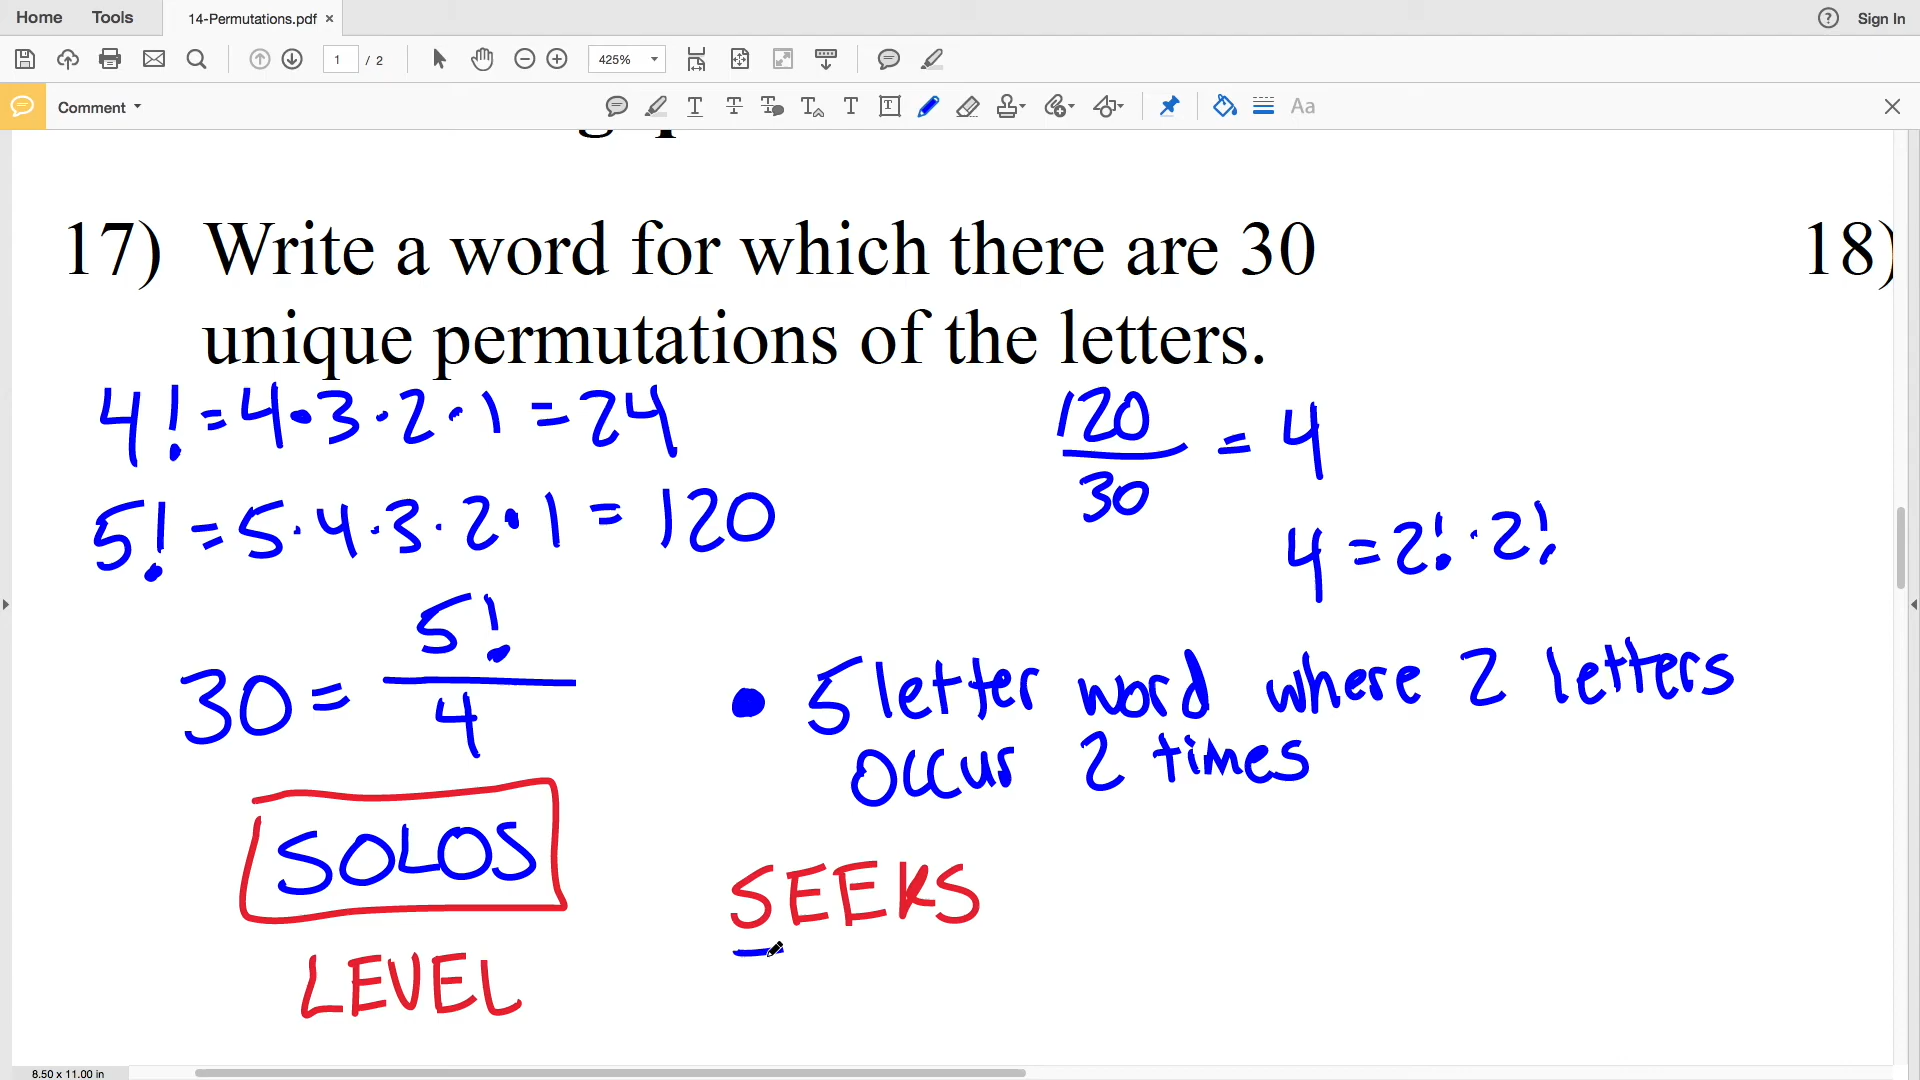 Home Tools 14-Permutations.pdf × ? Sign In
1 / 2 425%
Comment Aa
17) Write a word for which there are 30
unique permutations of the letters.
18)
4! = 4·3·2·1 = 24
5! = 5·4·3·2·1 = 120
120/30 = 4
4 = 2!·2!
30 = 5!/4
• 5 letter word where 2 letters
occur 2 times
SOLOS
LEVEL
SEEKS
8.50 x 11.00 in